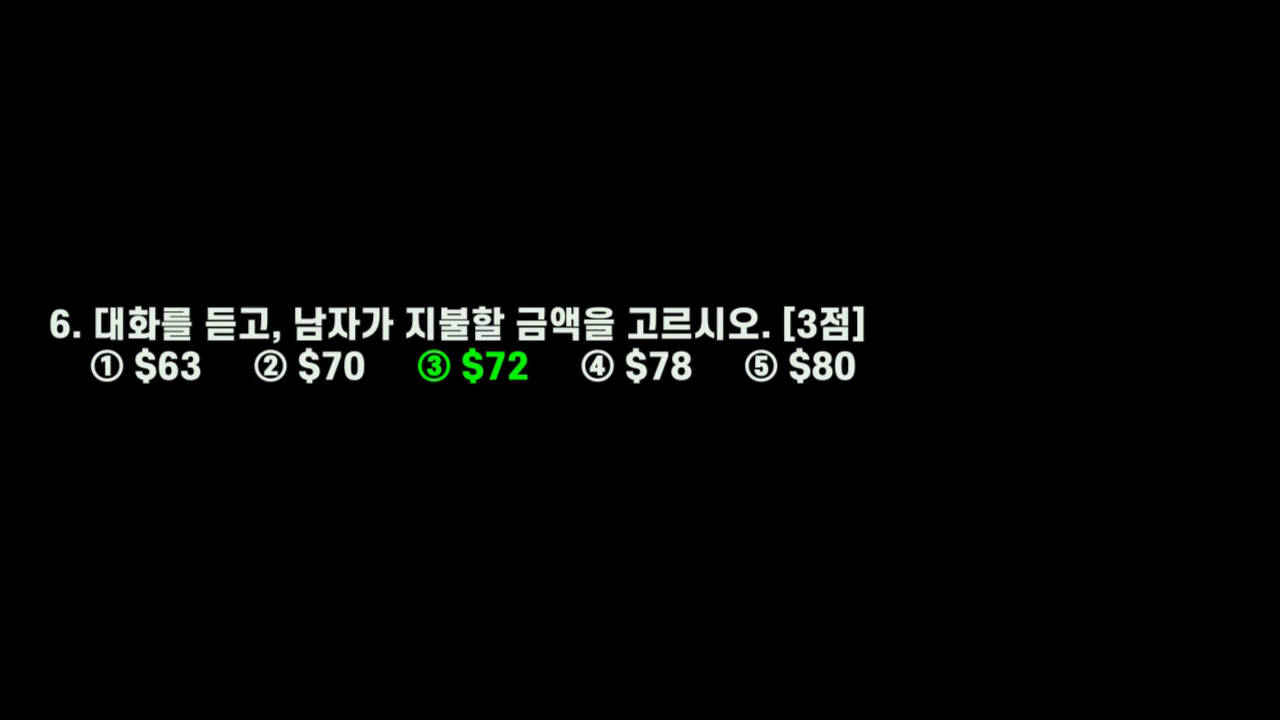 6. 대화를 듣고, 남자가 지불할 금액을 고르시오. [3점]
① $63 ② $70 ③ $72 ④ $78 ⑤ $80